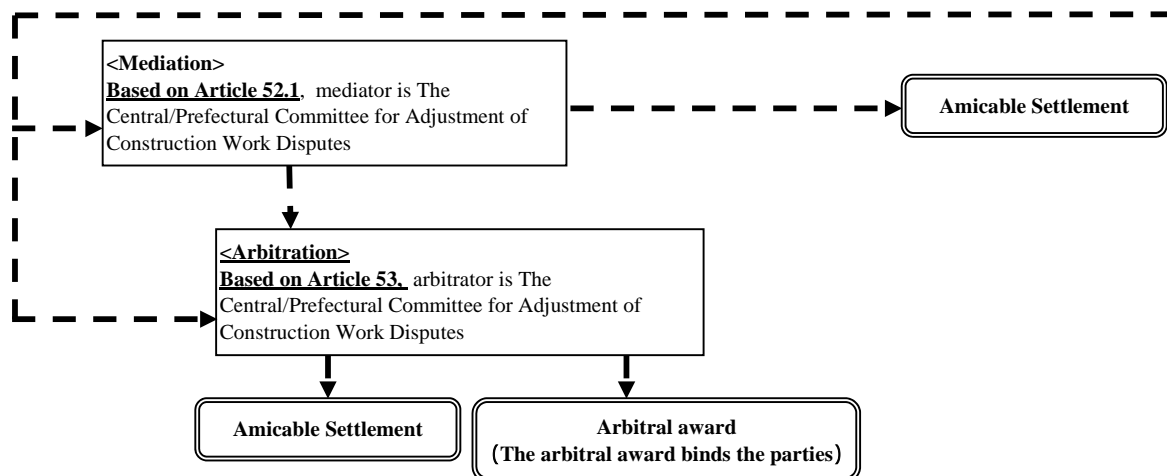 <Mediation>
Based on Article 52.1, mediator is The
Central/Prefectural Committee for Adjustment of
Construction Work Disputes
Amicable Settlement
<Arbitration>
Based on Article 53, arbitrator is The
Central/Prefectural Committee for Adjustment of
Construction Work Disputes
Amicable Settlement
Arbitral award
（The arbitral award binds the parties）